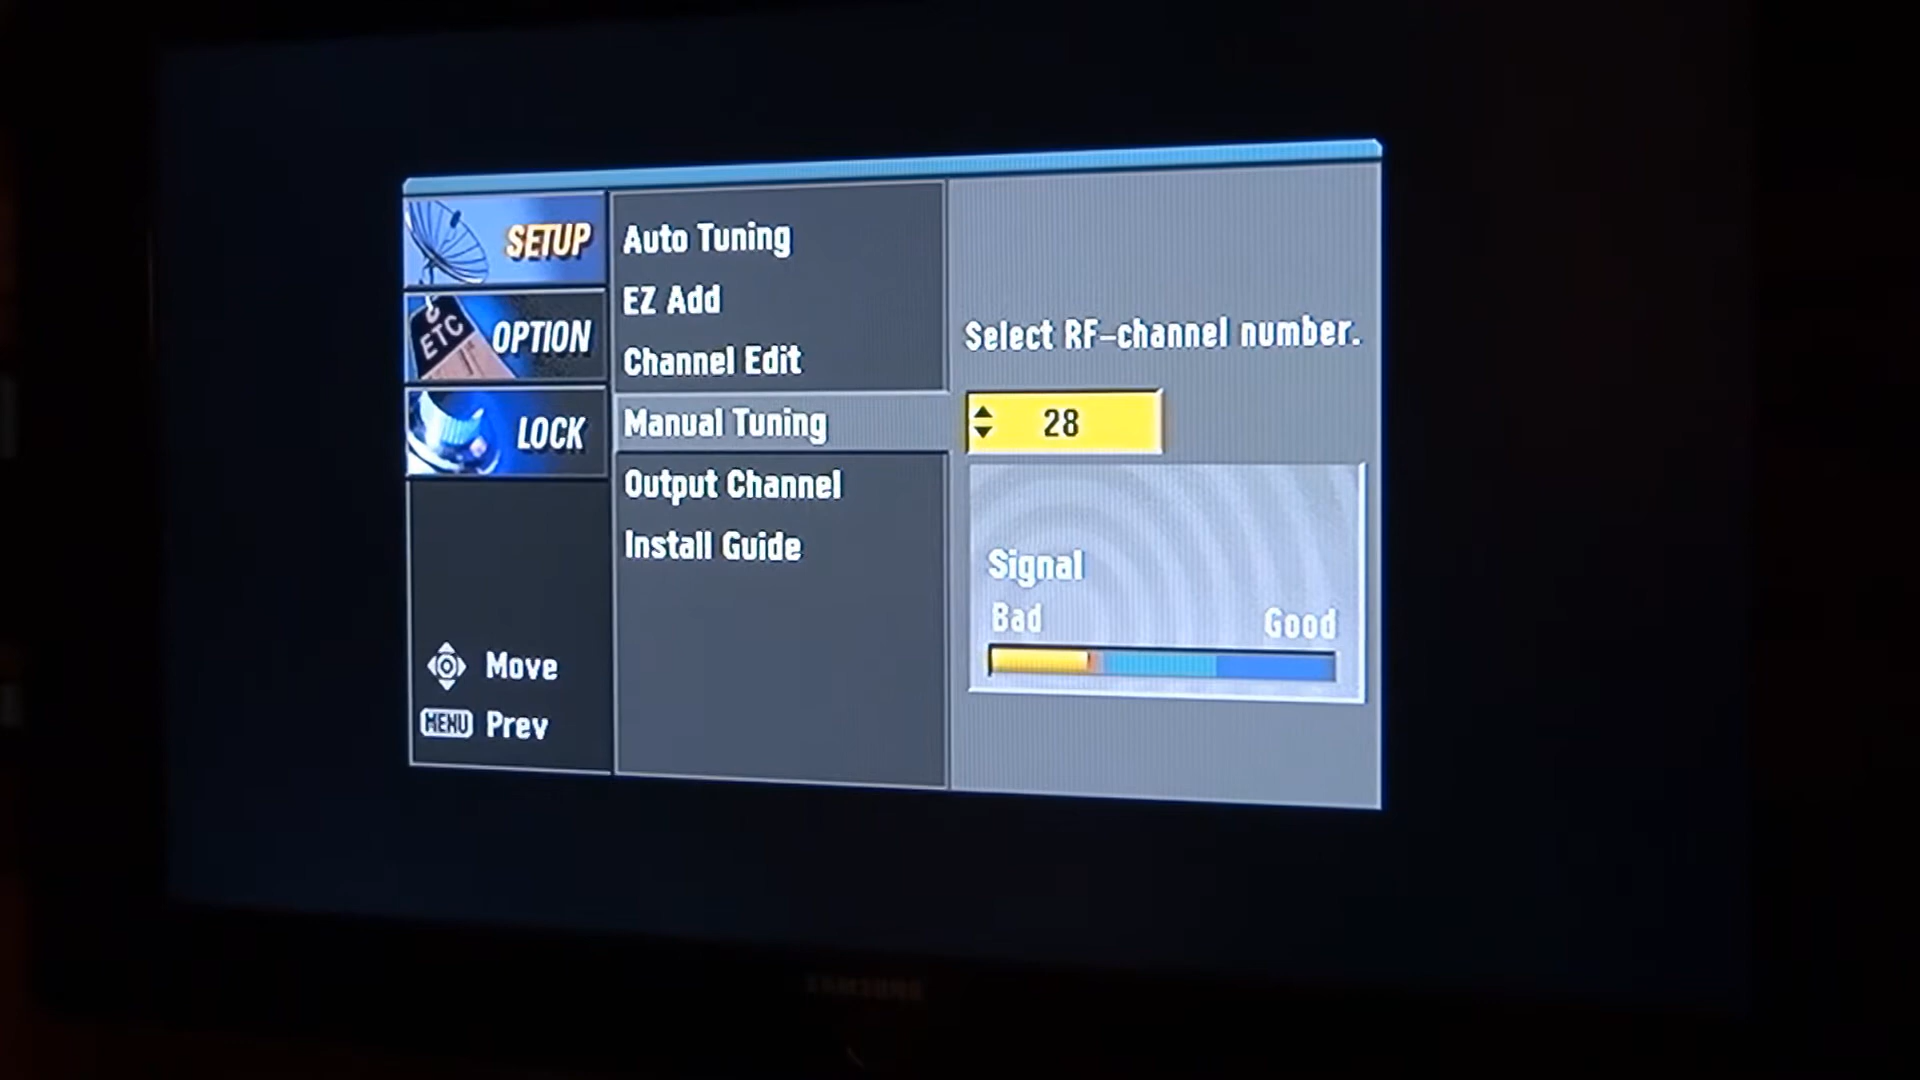 SETUP
OPTION
LOCK
ETC
Move
MENU Prev
Auto Tuning
EZ Add
Channel Edit
Manual Tuning
Output Channel
Install Guide
Select RF-channel number.
28
Signal
Bad Good
SAMSUNG